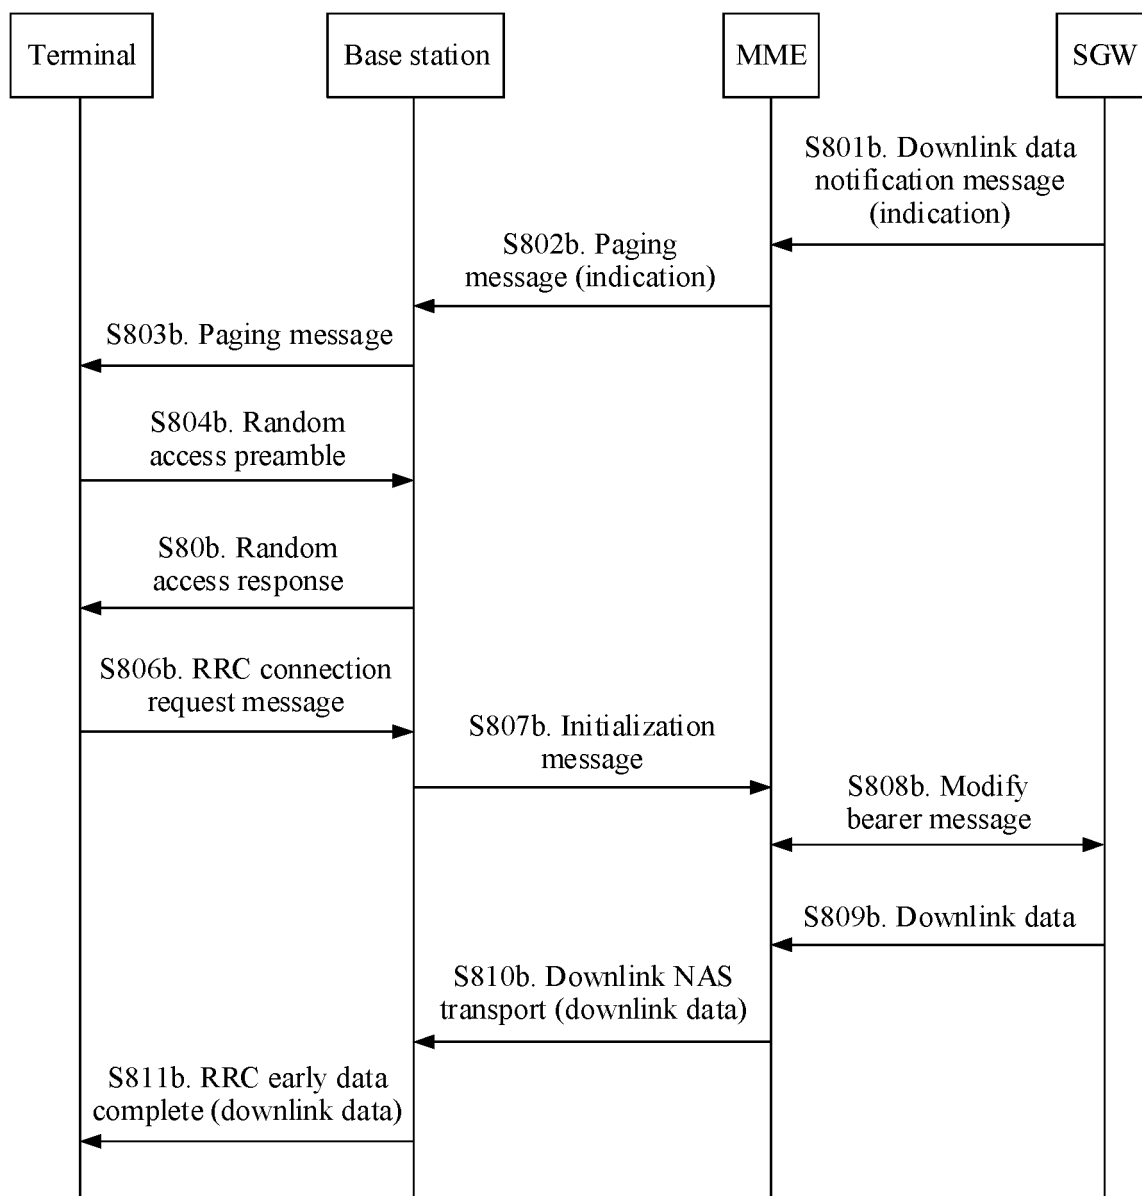 Terminal
Base station
MME
SGW
S801b. Downlink data
notification message
(indication)
S802b. Paging
message (indication)
S803b. Paging message
S804b. Random
access preamble
S80b. Random
access response
S806b. RRC connection
request message
S807b. Initialization
message
S808b. Modify
bearer message
S809b. Downlink data
S810b. Downlink NAS
transport (downlink data)
S811b. RRC early data
complete (downlink data)